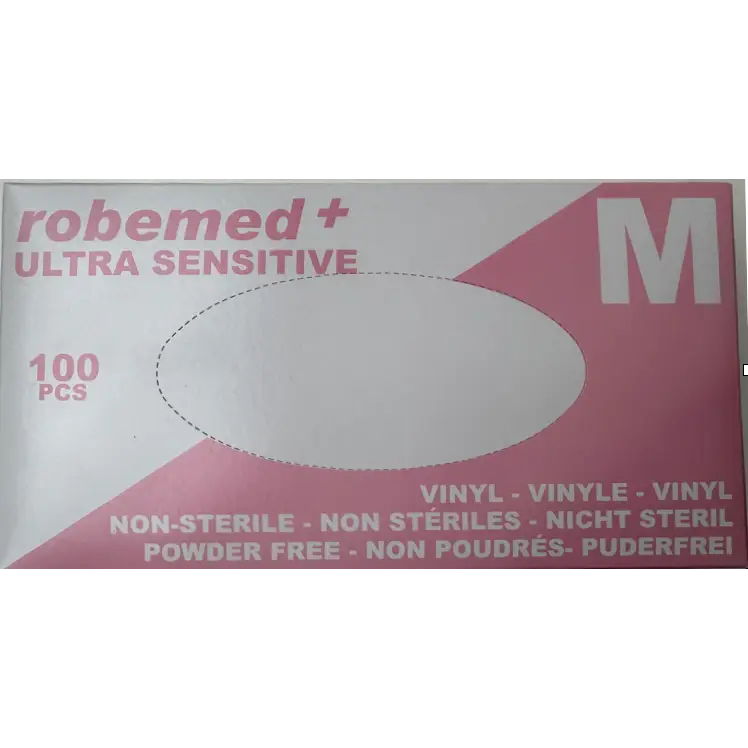 robemed+
ULTRA SENSITIVE
M
100
PCS
VINYL - VINYLE - VINYL
NON-STERILE - NON STÉRILES - NICHT STERIL
POWDER FREE - NON POUDRÉS- PUDERFREI